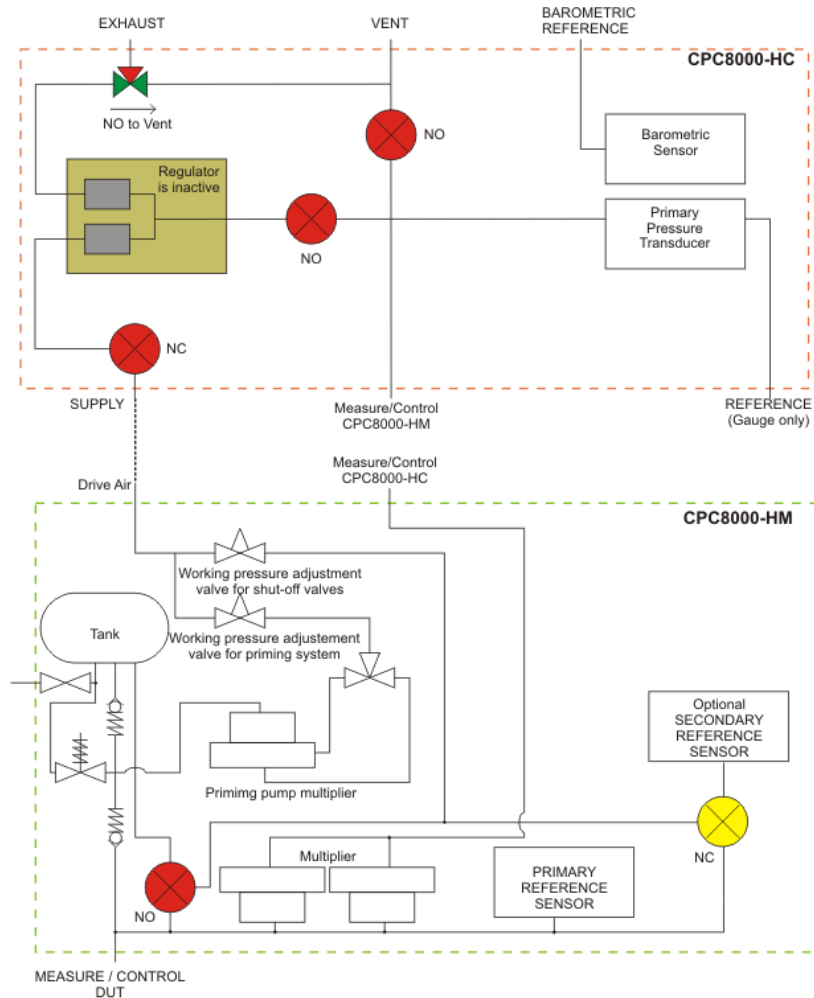 EXHAUST
VENT
BAROMETRIC
REFERENCE
CPC8000-HC
NO to Vent
NO
Barometric
Sensor
Regulator
is inactive
Primary
Pressure
Transducer
NO
NC
SUPPLY
Measure/Control
CPC8000-HM
REFERENCE
(Gauge only)
Measure/Control
CPC8000-HC
Drive Air
CPC8000-HM
Working pressure adjustment
valve for shut-off valves
Tank
Working pressure adjustement
valve for priming system
Optional
SECONDARY
REFERENCE
SENSOR
Primimg pump multiplier
NC
Multiplier
PRIMARY
REFERENCE
SENSOR
NO
MEASURE / CONTROL
DUT